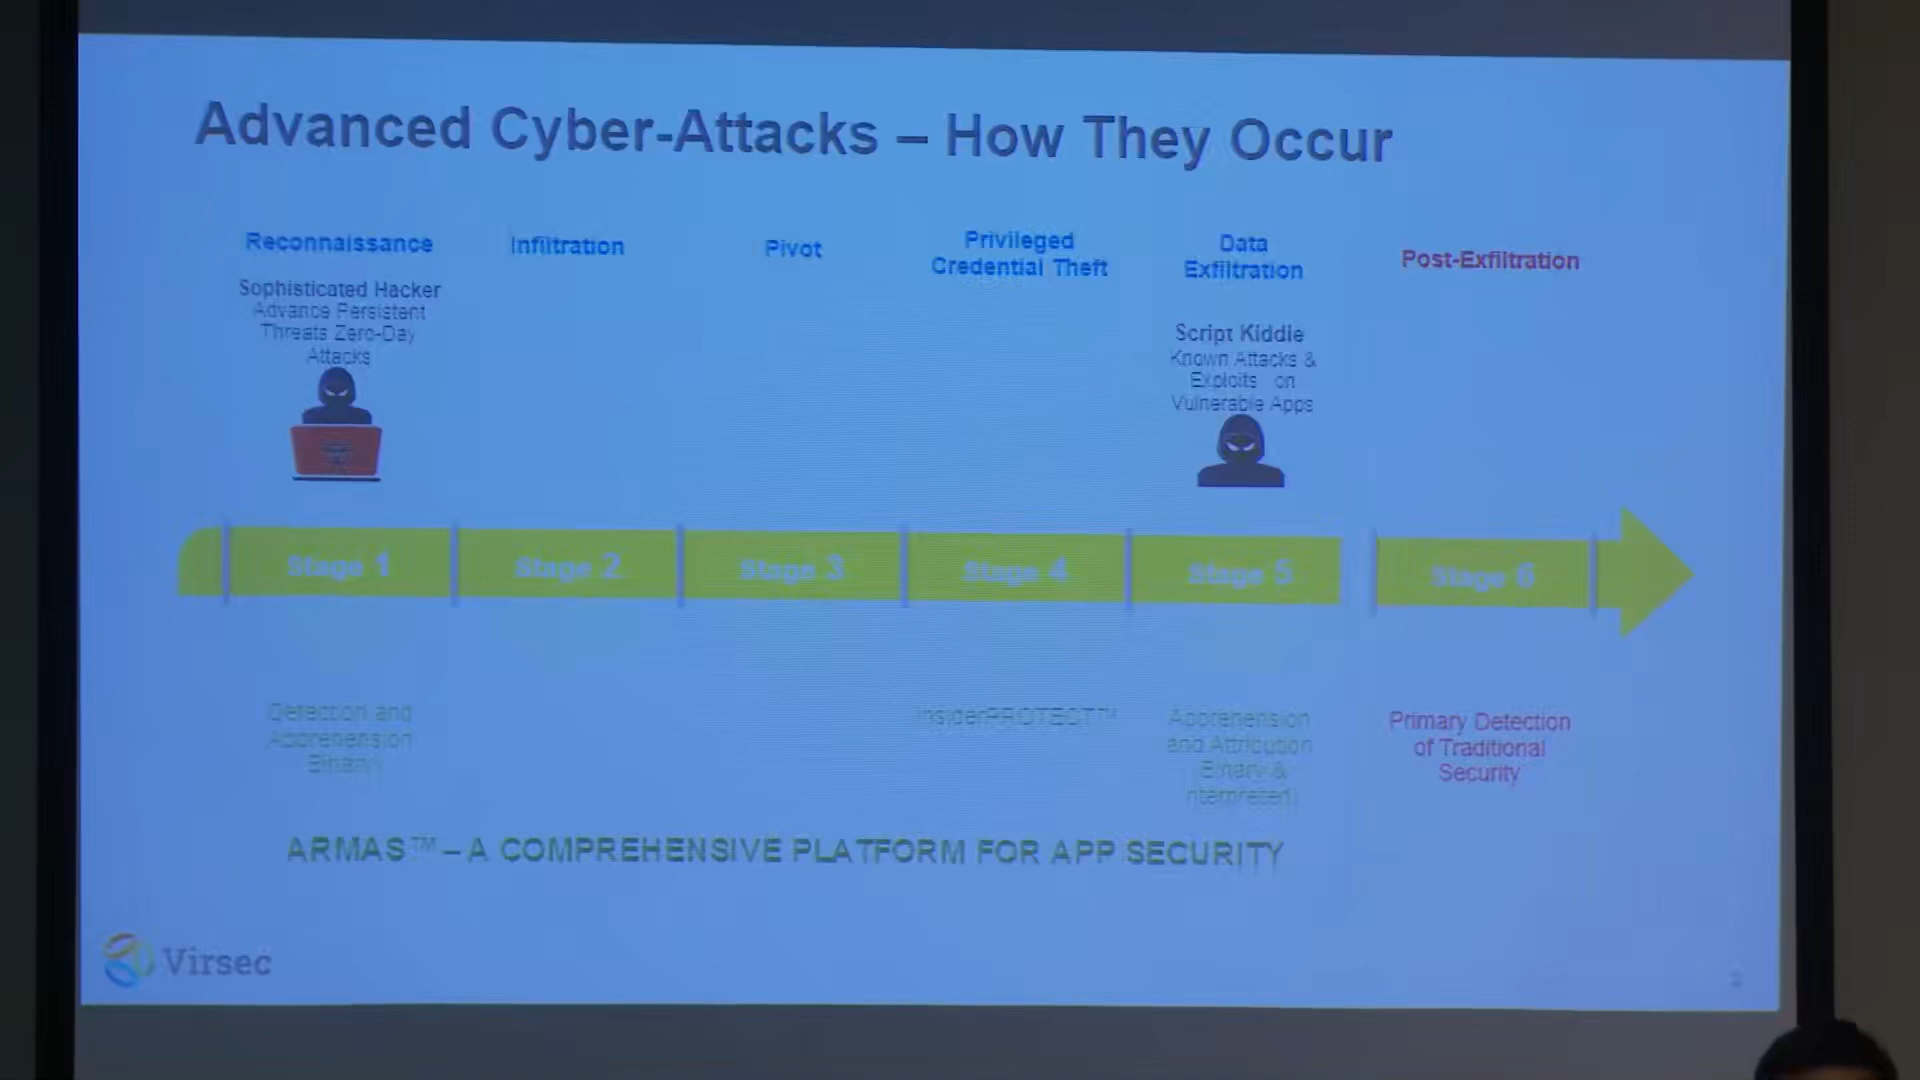 Advanced Cyber-Attacks – How They Occur
Reconnaissance
Infiltration
Pivot
Privileged
Credential Theft
Data
Exfiltration
Post-Exfiltration
Sophisticated Hacker
Advance Persistent
Threats Zero-Day
Attacks
Script Kiddie
Known Attacks &
Exploits on
Vulnerable Apps
Stage 1
Stage 2
Stage 3
Stage 4
Stage 5
Stage 6
Detection and
Apprehension
Binary)
InsiderPROTECT™
Apprehension
and Attribution
Binary &
Interpreted)
Primary Detection
of Traditional
Security
ARMAS™ – A COMPREHENSIVE PLATFORM FOR APP SECURITY
Virsec